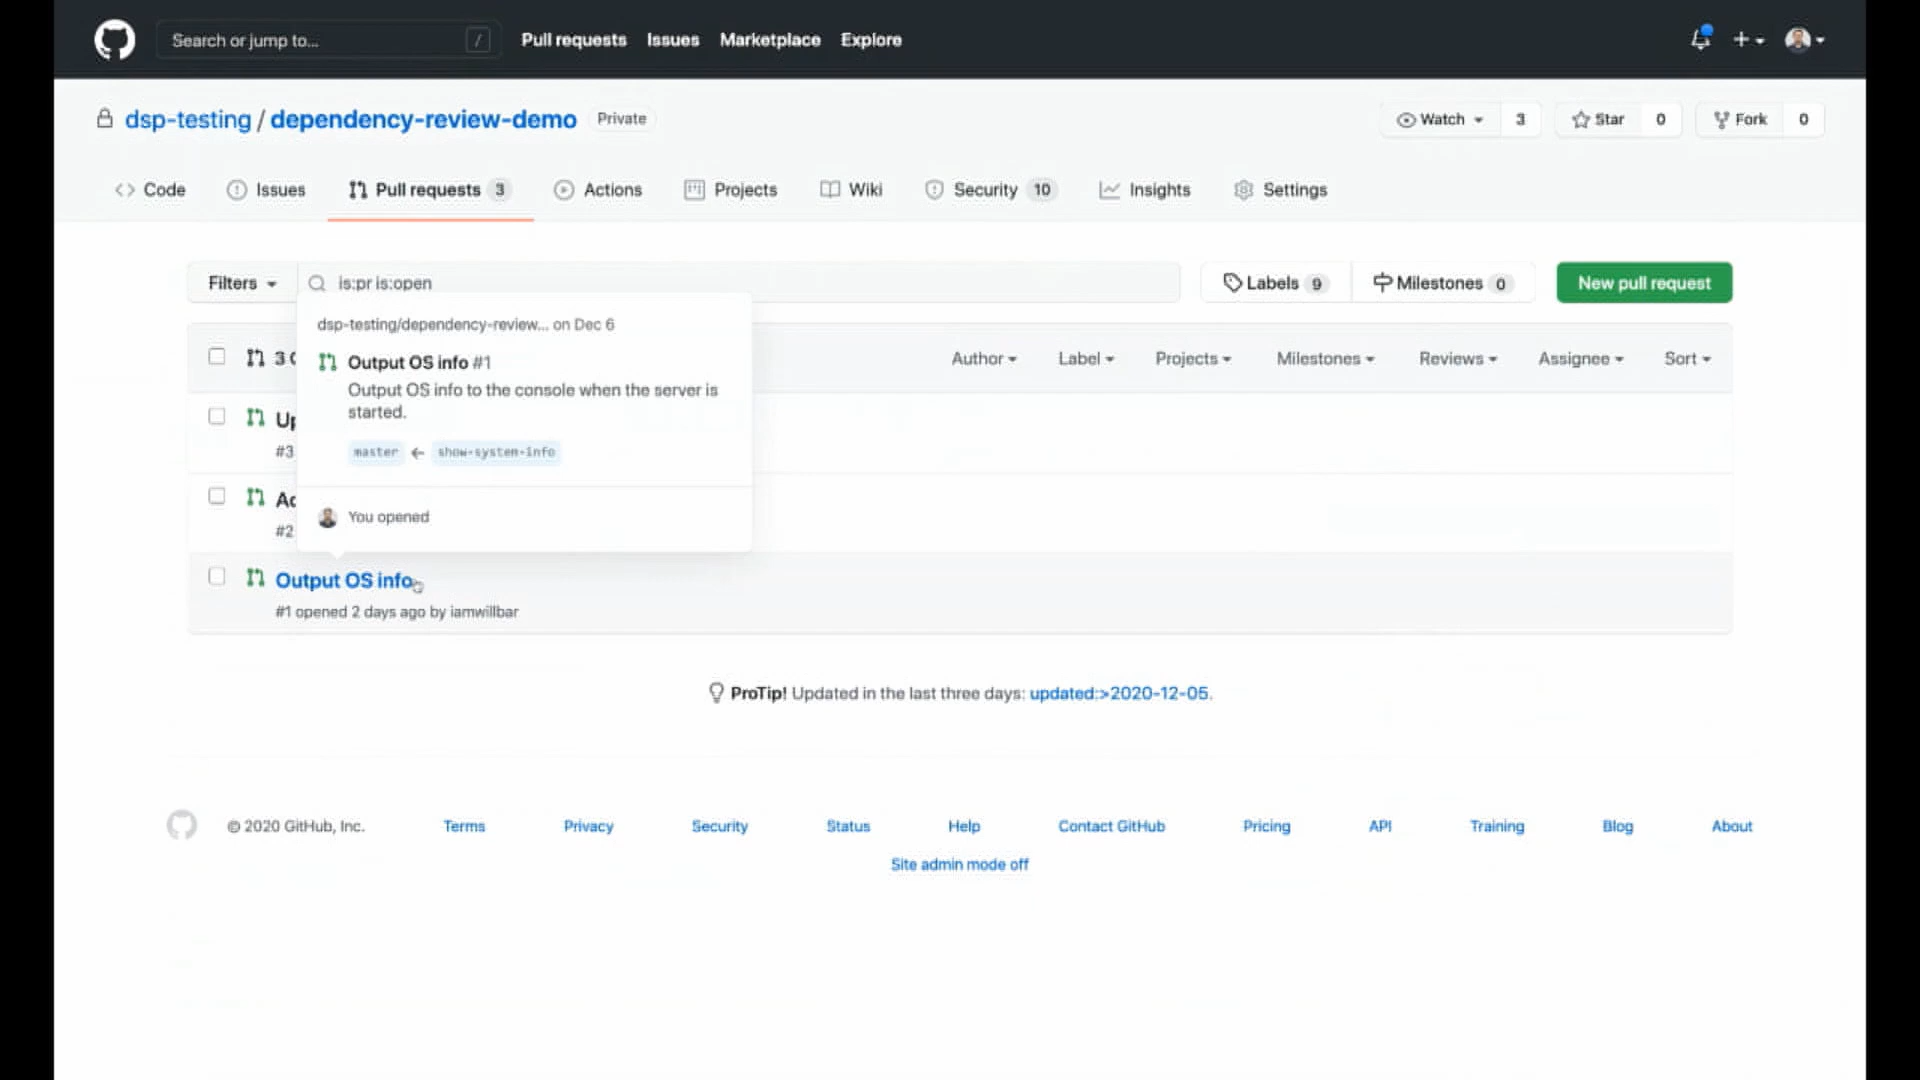 Search or jump to... /
Pull requests Issues Marketplace Explore
dsp-testing / dependency-review-demo Private
Watch 3 Star 0 Fork 0
Code Issues Pull requests 3 Actions Projects Wiki Security 10 Insights Settings
Filters is:pr is:open Labels 9 Milestones 0 New pull request
dsp-testing/dependency-review... on Dec 6
Output OS info #1
Output OS info to the console when the server is
started.
master ← show-system-info
You opened
3
Author Label Projects Milestones Reviews Assignee Sort
#3
#2
Output OS info
#1 opened 2 days ago by iamwillbar
ProTip! Updated in the last three days: updated:>2020-12-05.
© 2020 GitHub, Inc. Terms Privacy Security Status Help Contact GitHub Pricing API Training Blog About
Site admin mode off